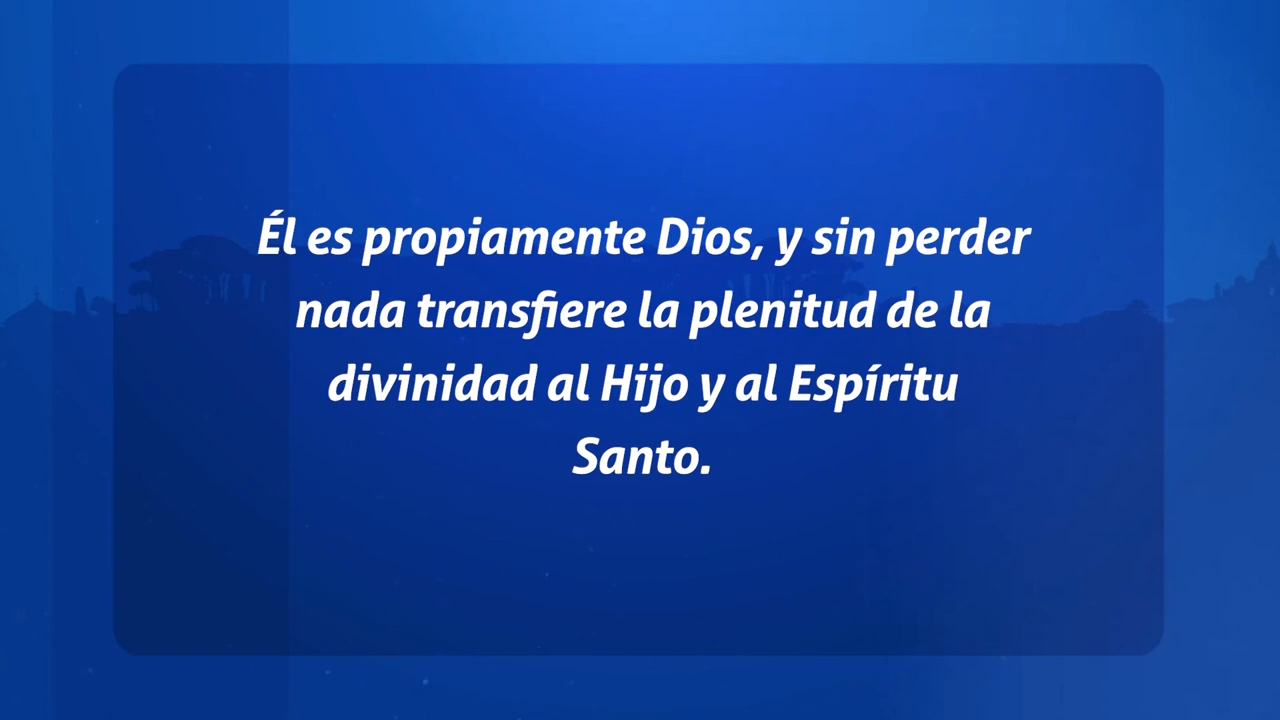 Él es propiamente Dios, y sin perder
nada transfiere la plenitud de la
divinidad al Hijo y al Espíritu
Santo.